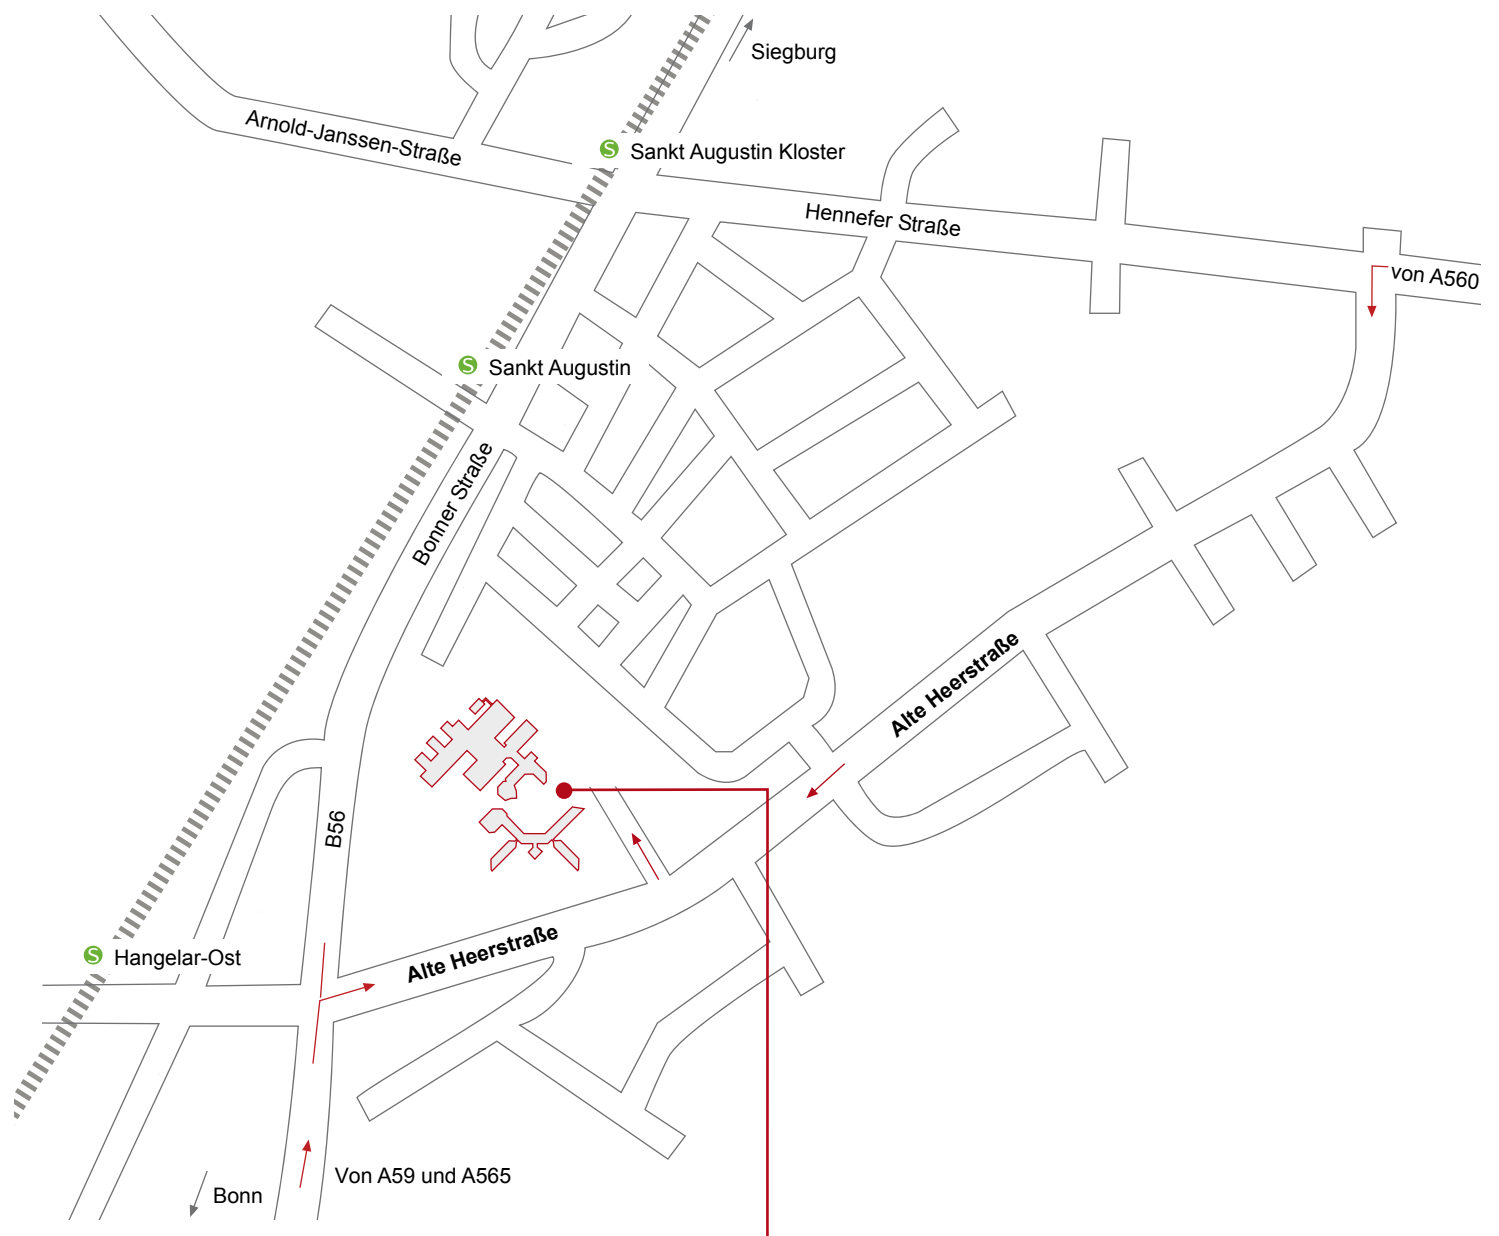 Siegburg
Arnold-Janssen-Straße
S Sankt Augustin Kloster
Hennefer Straße
von A560
S Sankt Augustin
Bonner Straße
Alte Heerstraße
B56
Alte Heerstraße
S Hangelar-Ost
Von A59 und A565
Bonn